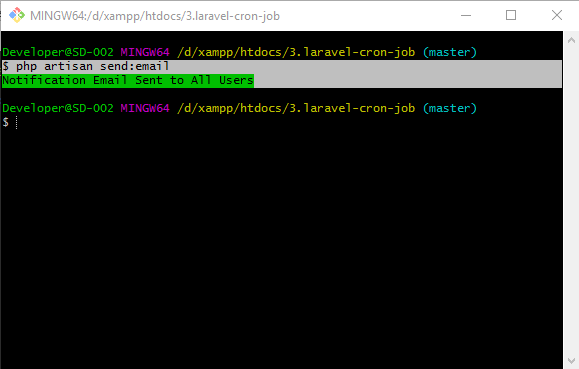 MINGW64:/d/xampp/htdocs/3.laravel-cron-job
Developer@SD-002 MINGW64 /d/xampp/htdocs/3.laravel-cron-job (master)
$ php artisan send:email
Notification Email Sent to All Users
Developer@SD-002 MINGW64 /d/xampp/htdocs/3.laravel-cron-job (master)
$